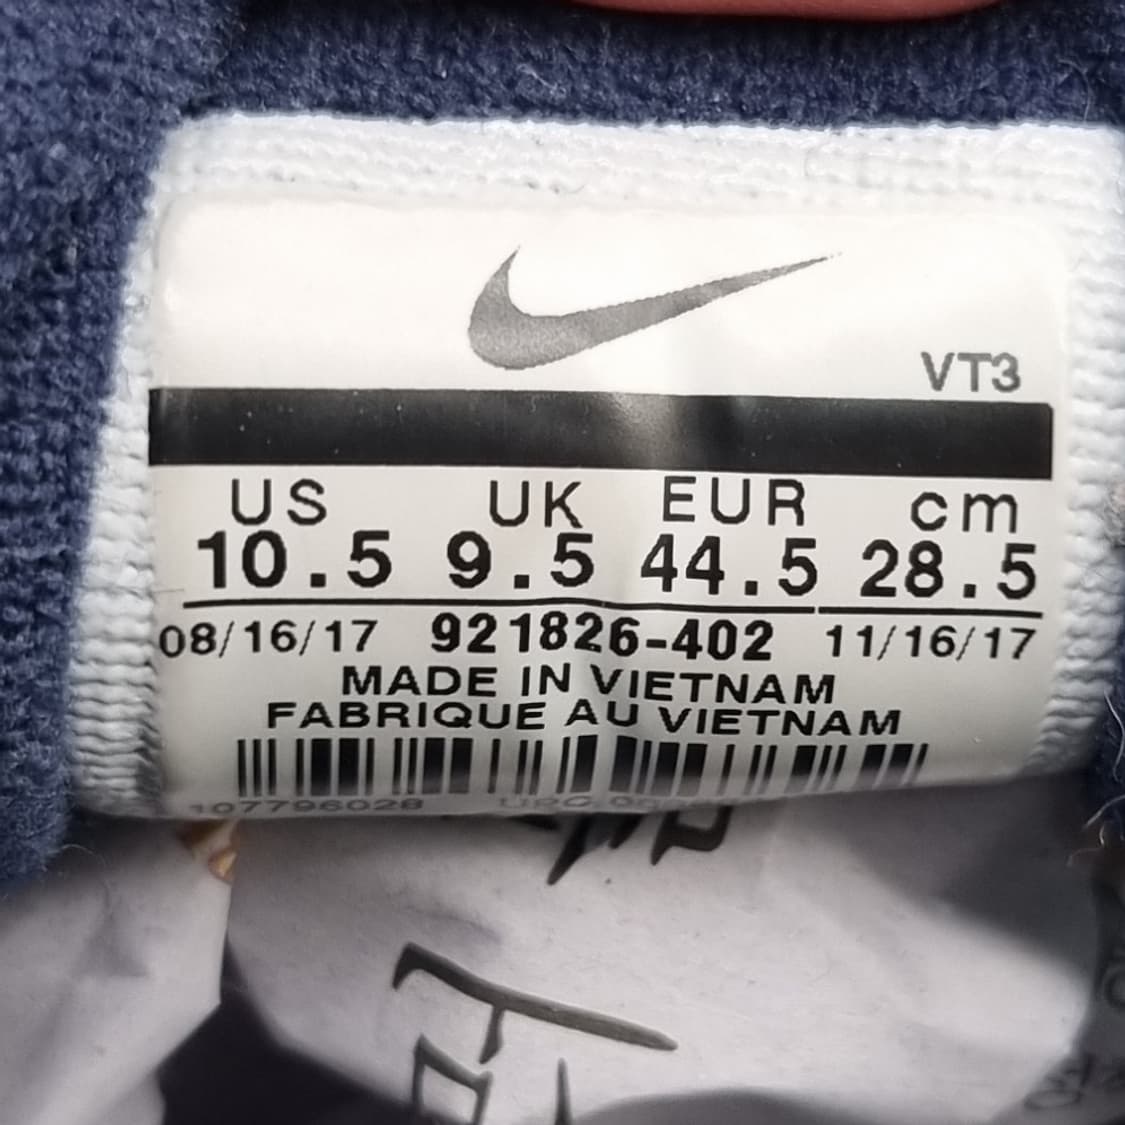 VT3
US UK EUR cm
10.5 9.5 44.5 28.5
08/16/17 921826-402 11/16/17
MADE IN VIETNAM
FABRIQUE AU VIETNAM